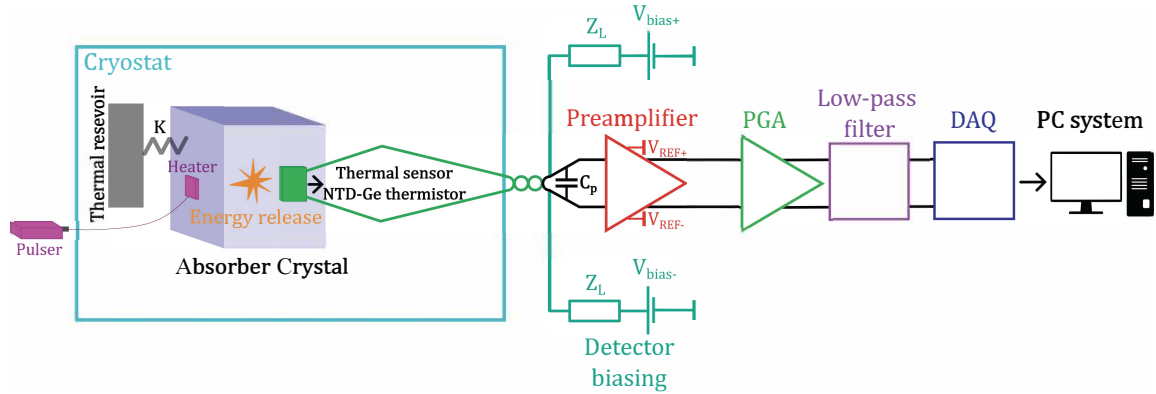 Cryostat
Thermal resevoir
K
Heater
Energy release
Pulser
Absorber Crystal
Thermal sensor
NTD-Ge thermistor
Z_L
V_bias+
C_p
Preamplifier
V_REF+
V_REF-
Z_L
V_bias-
Detector
biasing
PGA
Low-pass
filter
DAQ
PC system